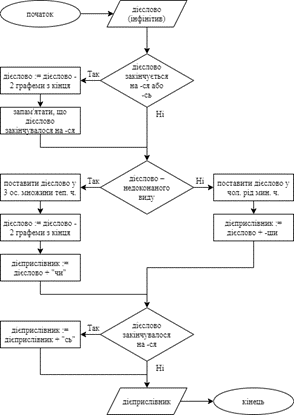 початок
дієслово
(інфінітив)
дієслово
закінчується
на -ся або
-сь
Так
Ні
дієслово := дієслово -
2 графеми з кінця
запам'ятати, що
дієслово
закінчувалося на -ся
дієслово –
недоконаного
виду
Так
Ні
поставити дієслово у
3 ос. множини теп. ч.
поставити дієслово у
чол. рід мин. ч.
дієслово := дієслово -
2 графеми з кінця
дієприслівник :=
дієслово + -ши
дієприслівник :=
дієслово + "чи"
дієслово
закінчувалося
на -ся
Так
Ні
дієприслівник :=
дієприслівник + "сь"
дієприслівник
кінець